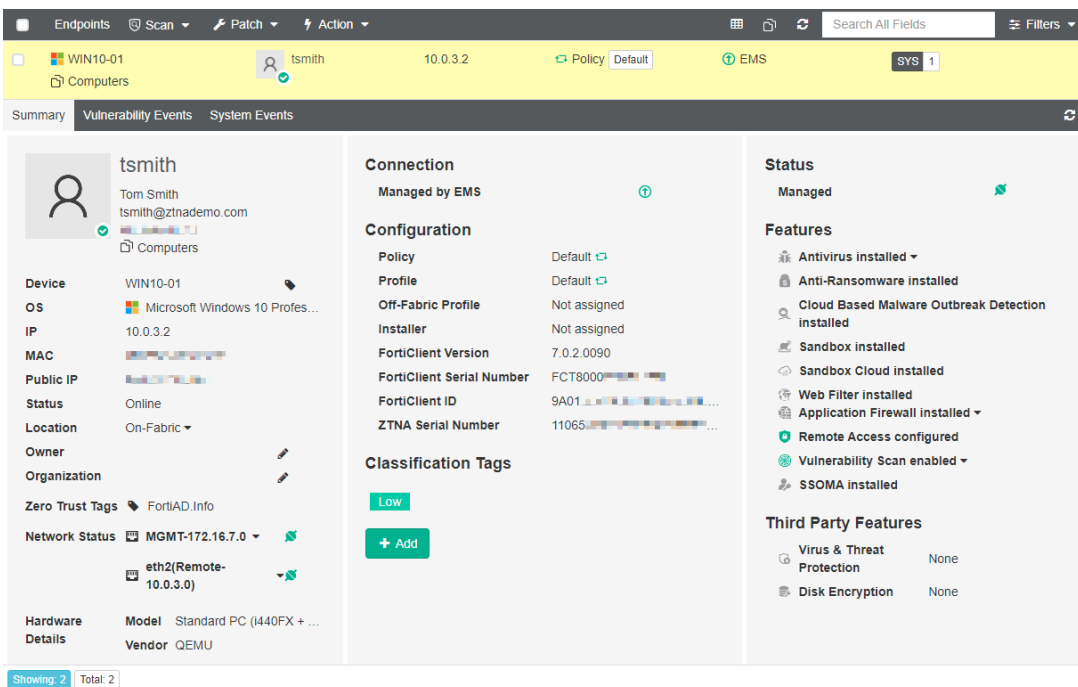 Endpoints Scan Patch Action Search All Fields Filters
WIN10-01 tsmith 10.0.3.2 Policy Default EMS SYS 1
Computers
Summary Vulnerability Events System Events
tsmith
Tom Smith
tsmith@ztnademo.com
Computers
Device WIN10-01
OS Microsoft Windows 10 Profes...
IP 10.0.3.2
MAC
Public IP
Status Online
Location On-Fabric
Owner
Organization
Zero Trust Tags FortiAD.Info
Network Status MGMT-172.16.7.0
eth2(Remote-
10.0.3.0)
Hardware
Details
Model Standard PC (i440FX + ...
Vendor QEMU
Connection
Managed by EMS
Configuration
Policy Default
Profile Default
Off-Fabric Profile Not assigned
Installer Not assigned
FortiClient Version 7.0.2.0090
FortiClient Serial Number FCT8000
FortiClient ID 9A01 ...
ZTNA Serial Number 11065 ...
Classification Tags
Low
+ Add
Status
Managed
Features
Antivirus installed
Anti-Ransomware installed
Cloud Based Malware Outbreak Detection
installed
Sandbox installed
Sandbox Cloud installed
Web Filter installed
Application Firewall installed
Remote Access configured
Vulnerability Scan enabled
SSOMA installed
Third Party Features
Virus & Threat
Protection
None
Disk Encryption None
Showing: 2 Total: 2